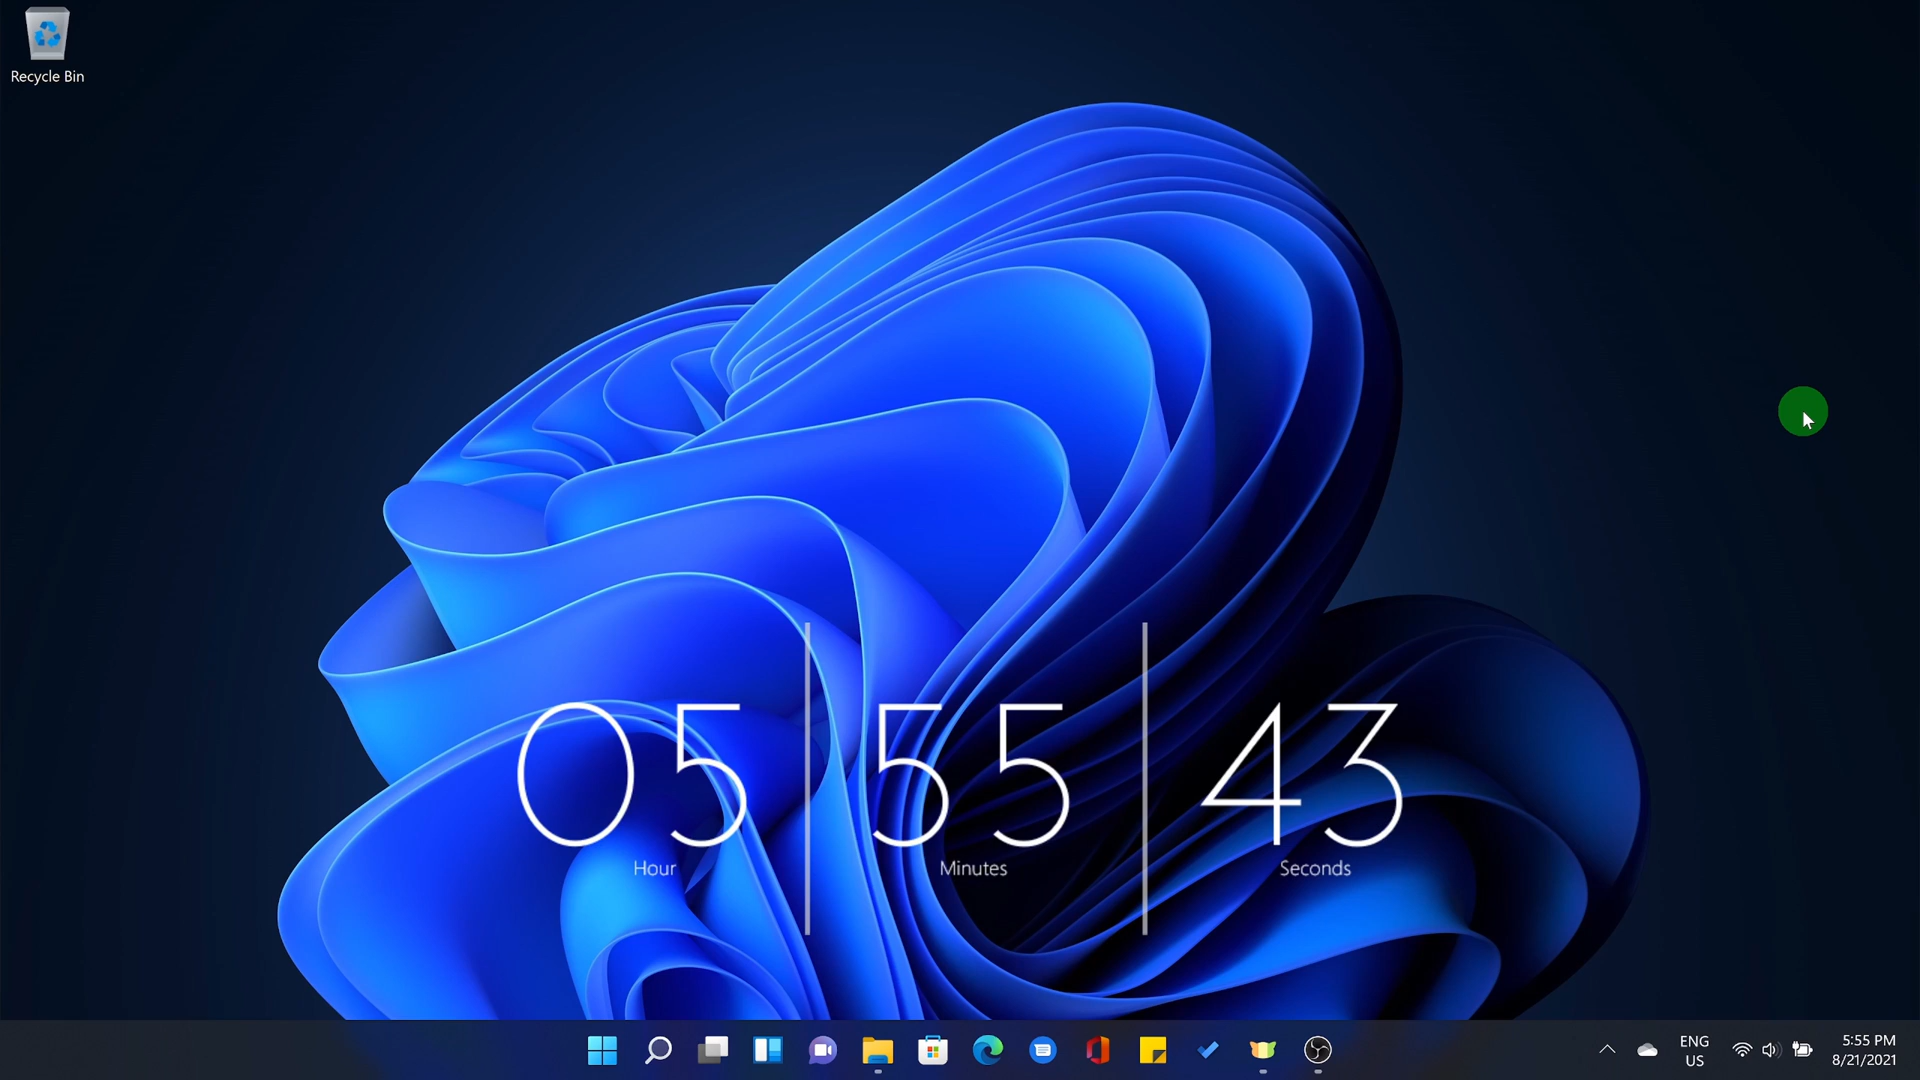 Recycle Bin
05 55 43
Hour Minutes Seconds
ENG
US
5:55 PM
8/21/2021